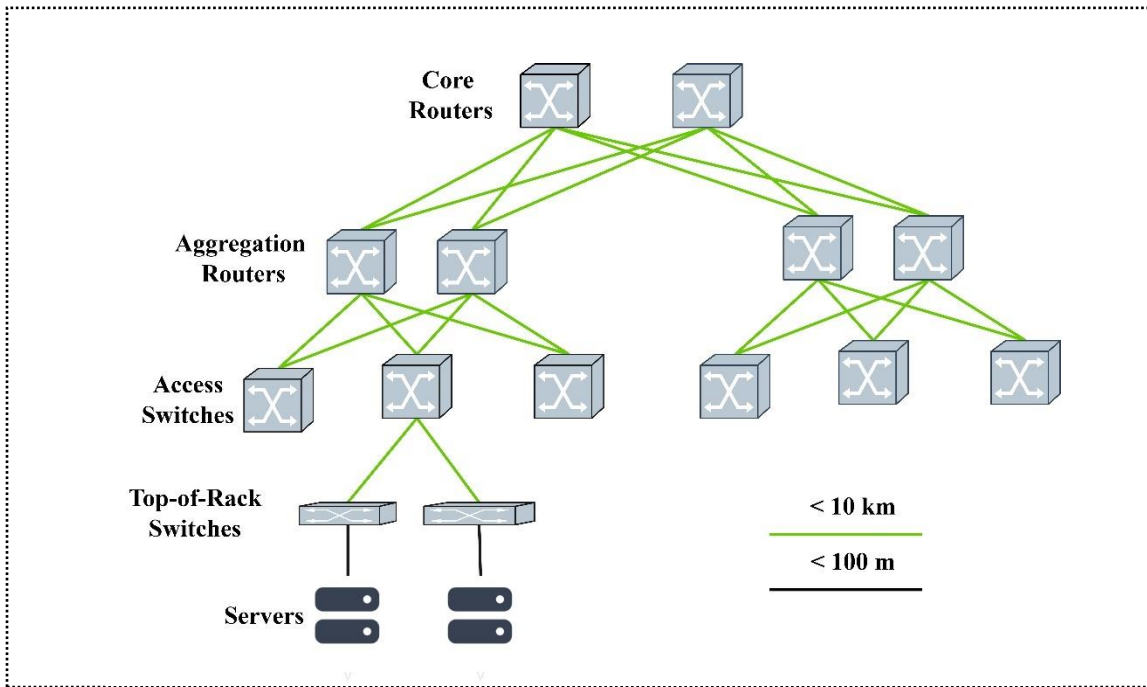 Core
Routers
Aggregation
Routers
Access
Switches
Top-of-Rack
Switches
< 10 km
< 100 m
Servers